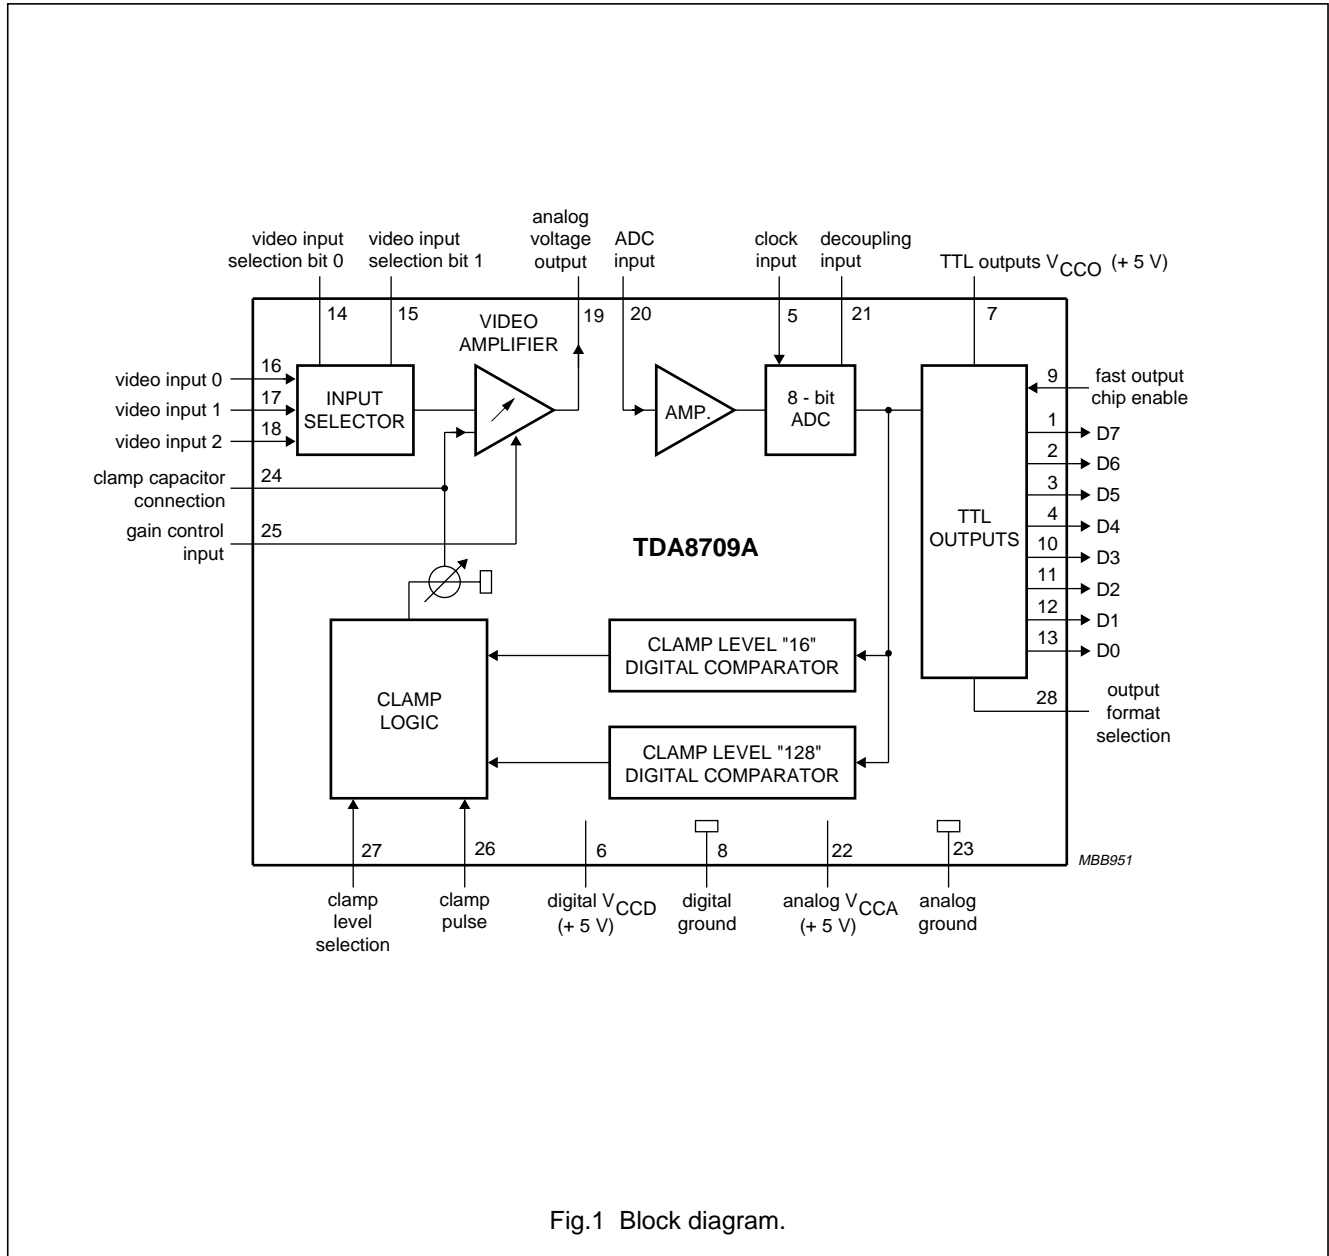 analog
voltage
output
video input
selection bit 0
video input
selection bit 1
ADC
input
clock
input
decoupling
input
TTL outputs VCCO (+ 5 V)
14
15
VIDEO
AMPLIFIER
19
20
5
21
7
video input 0
16
video input 1
17
video input 2
18
INPUT
SELECTOR
AMP.
8 - bit
ADC
9
fast output
chip enable
1
D7
2
D6
3
D5
4
D4
10
D3
11
D2
12
D1
13
D0
TTL
OUTPUTS
clamp capacitor
connection
24
gain control
input
25
TDA8709A
CLAMP LEVEL "16"
DIGITAL COMPARATOR
CLAMP
LOGIC
CLAMP LEVEL "128"
DIGITAL COMPARATOR
28
output
format
selection
27
26
6
8
22
23
MBB951
clamp
level
selection
clamp
pulse
digital VCCD
(+ 5 V)
digital
ground
analog VCCA
(+ 5 V)
analog
ground
Fig.1 Block diagram.